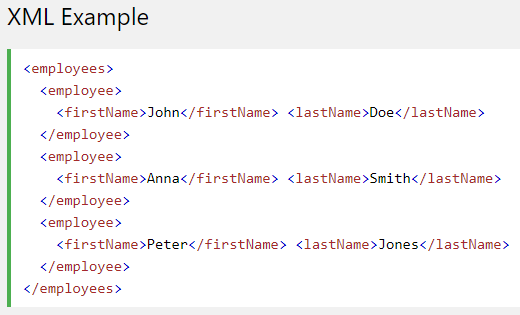 XML Example
<employees>
<employee>
<firstName>John</firstName> <lastName>Doe</lastName>
</employee>
<employee>
<firstName>Anna</firstName> <lastName>Smith</lastName>
</employee>
<employee>
<firstName>Peter</firstName> <lastName>Jones</lastName>
</employee>
</employees>